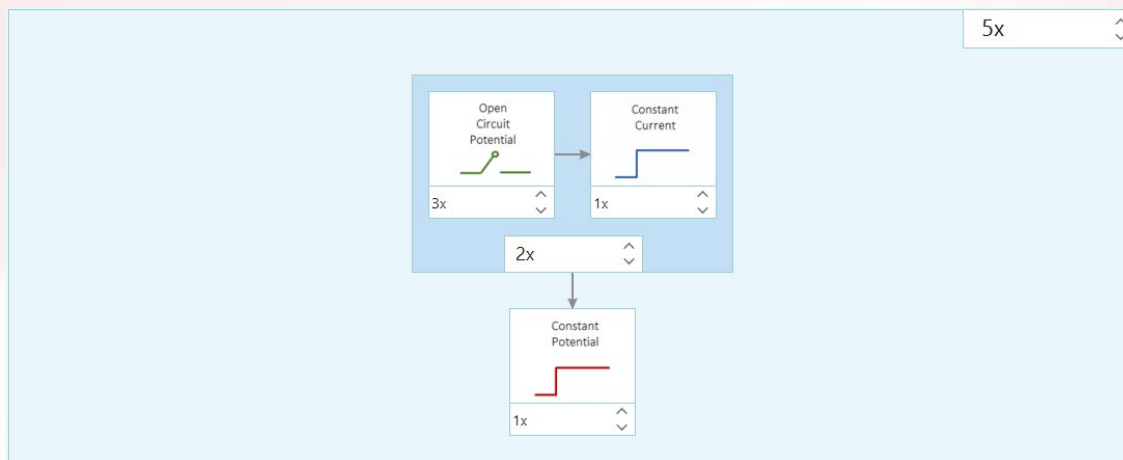 5x
Open
Circuit
Potential
Constant
Current
3x
1x
2x
Constant
Potential
1x